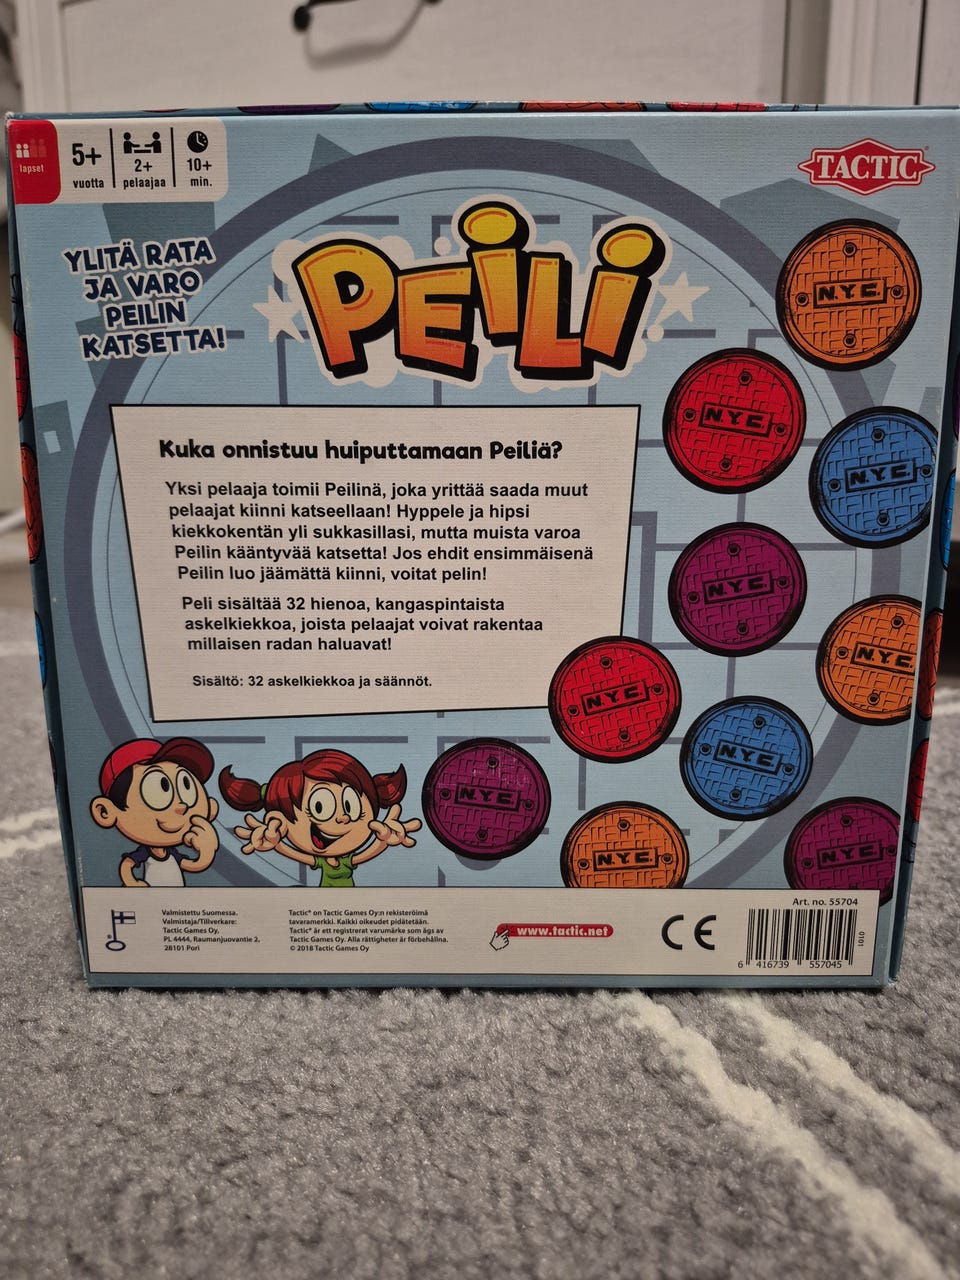 lapset
5+
vuotta
2+
pelaajaa
10+
min.
TACTIC®
YLITÄ RATA
JA VARO
PEILIN
KATSETTA!
PEILI
Kuka onnistuu huiputtamaan Peiliä?
Yksi pelaaja toimii Peilinä, joka yrittää saada muut
pelaajat kiinni katseellaan! Hyppele ja hipsi
kiekkokentän yli sukkasillasi, mutta muista varoa
Peilin kääntyvää katsetta! Jos ehdit ensimmäisenä
Peilin luo jäämättä kiinni, voitat pelin!
Peli sisältää 32 hienoa, kangaspintaista
askelkiekkoa, joista pelaajat voivat rakentaa
millaisen radan haluavat!
Sisältö: 32 askelkiekkoa ja säännöt.
N.Y.C.
N.Y.C.
N.Y.C.
N.Y.C.
N.Y.C.
N.Y.C.
N.Y.C.
N.Y.C.
N.Y.C.
N.Y.C.
Valmistettu Suomessa.
Valmistaja/Tillverkare:
Tactic Games Oy,
PL 4444, Raumanjuovantie 2,
28101 Pori
Tactic® on Tactic Games Oy:n rekisteröimä
tavaramerkki. Kaikki oikeudet pidätetään.
Tactic® är ett registrerat varumärke som ägs av
Tactic Games Oy. Alla rättigheter är förbehållna.
© 2018 Tactic Games Oy
www.tactic.net
CE
Art. no. 55704
6 416739 557045
0101